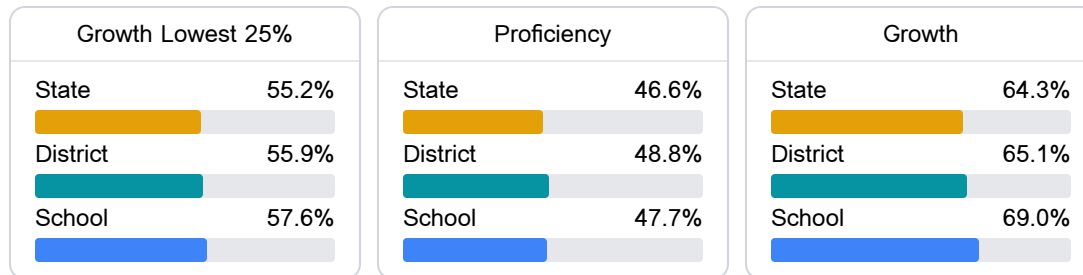 Growth Lowest 25%
State 55.2%
District 55.9%
School 57.6%
Proficiency
State 46.6%
District 48.8%
School 47.7%
Growth
State 64.3%
District 65.1%
School 69.0%